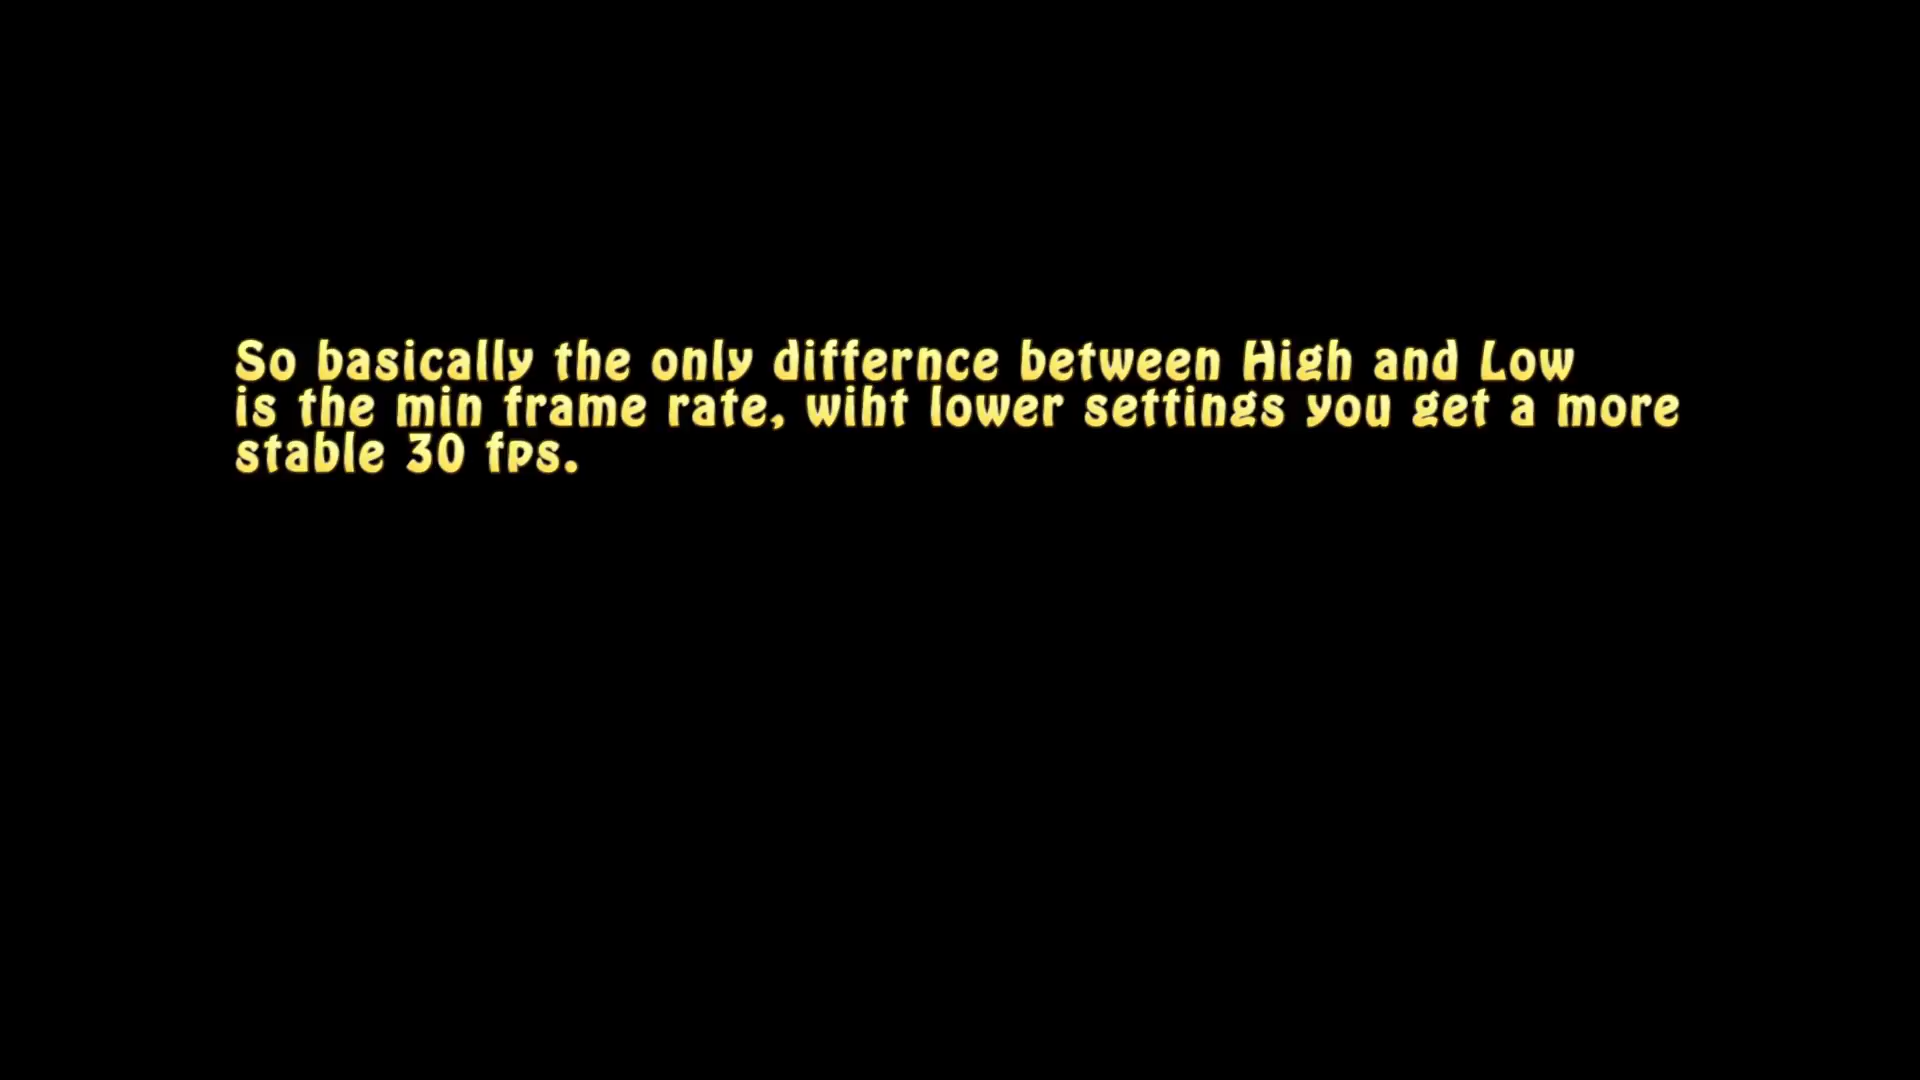 So basically the only differnce between High and Low
is the min frame rate, wiht lower settings you get a more
stable 30 fps.